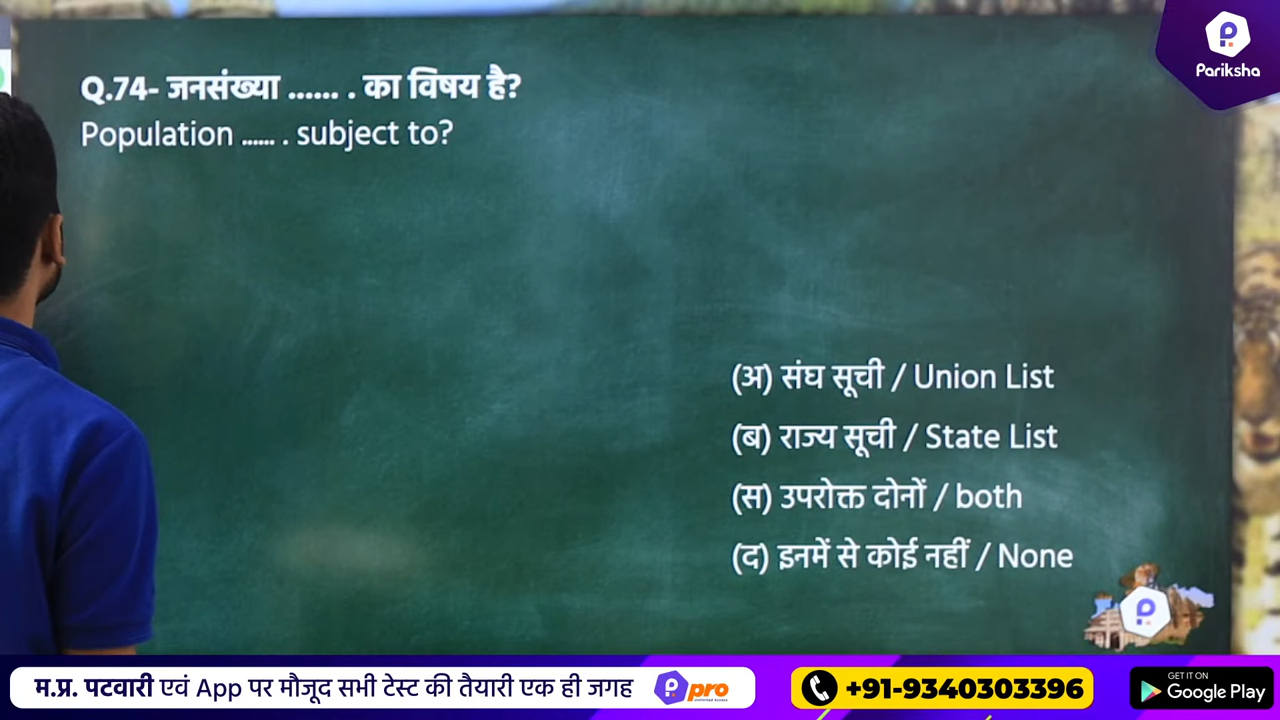 Pariksha
Q.74- जनसंख्या ...... . का विषय है?
Population ...... . subject to?
(अ) संघ सूची / Union List
(ब) राज्य सूची / State List
(स) उपरोक्त दोनों / both
(द) इनमें से कोई नहीं / None
म.प्र. पटवारी एवं App पर मौजूद सभी टेस्ट की तैयारी एक ही जगह
pro
+91-9340303396
GET IT ON
Google Play